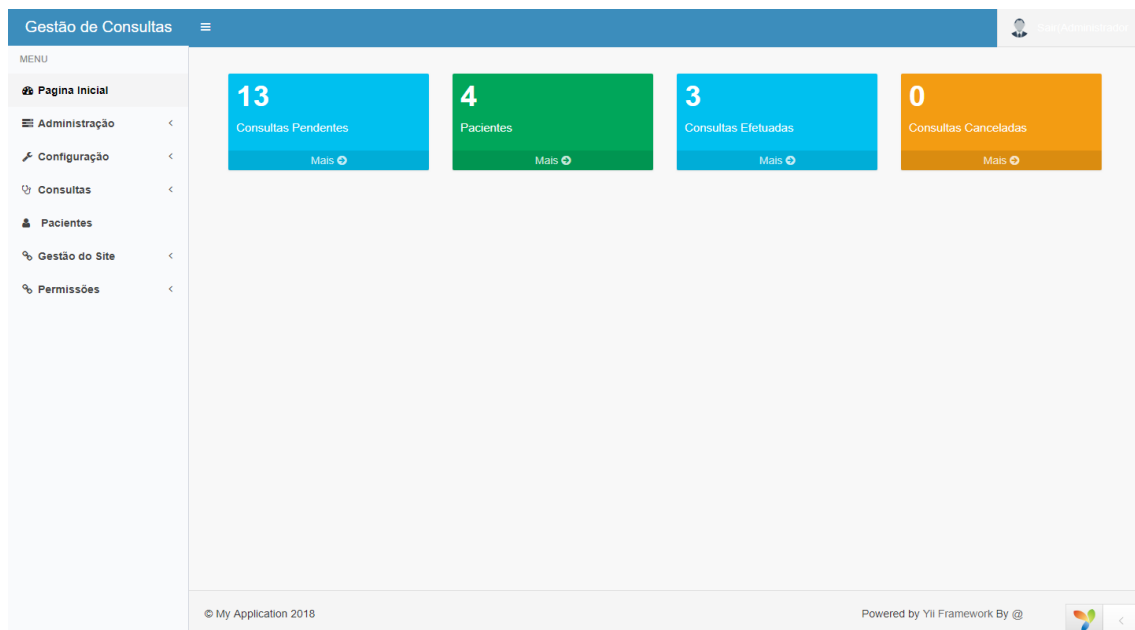 Gestão de Consultas
MENU
Pagina Inicial
Administração
Configuração
Consultas
Pacientes
Gestão do Site
Permissões
13
Consultas Pendentes
Mais
4
Pacientes
Mais
3
Consultas Efetuadas
Mais
0
Consultas Canceladas
Mais
© My Application 2018
Powered by Yii Framework By @